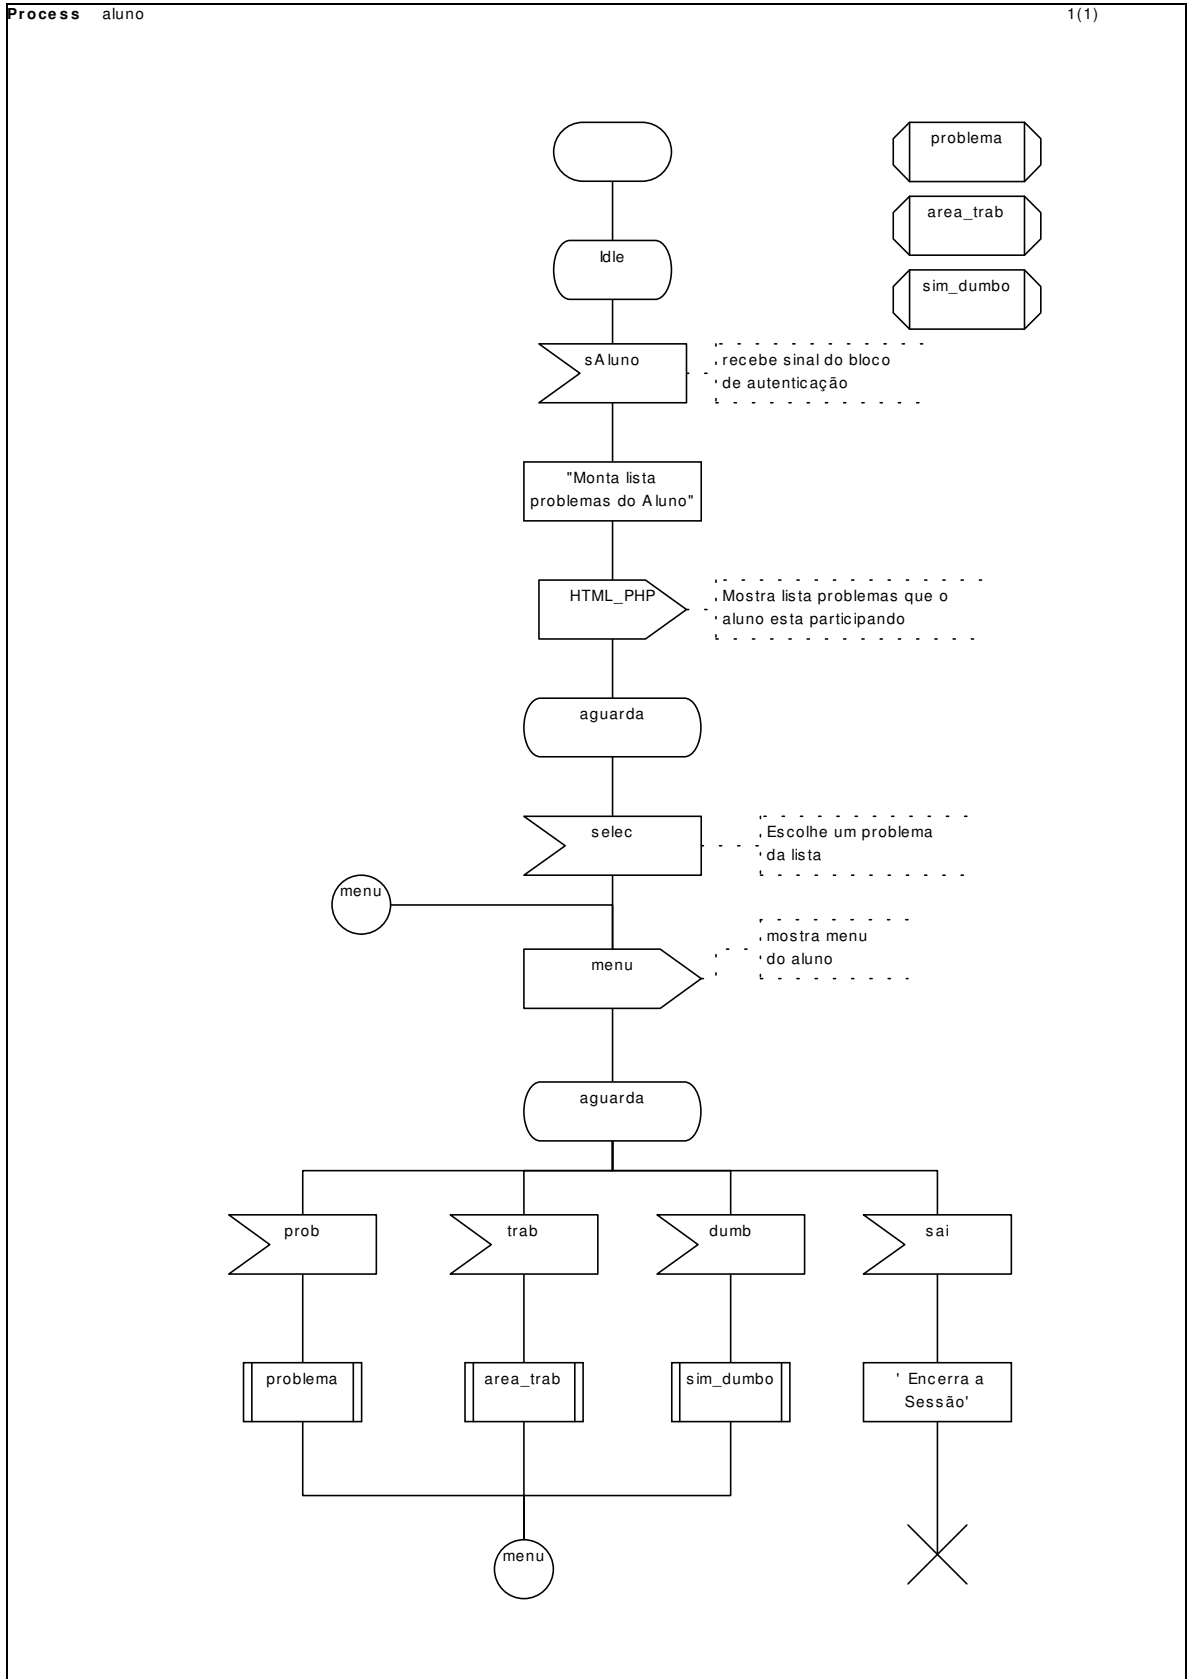 Process aluno
1(1)
problema
area_trab
Idle
sim_dumbo
sAluno
recebe sinal do bloco
de autenticação
"Monta lista
problemas do Aluno"
HTML_PHP
Mostra lista problemas que o
aluno esta participando
aguarda
selec
Escolhe um problema
da lista
menu
mostra menu
do aluno
menu
aguarda
prob
trab
dumb
sai
problema
area_trab
sim_dumbo
' Encerra a
Sessão'
menu